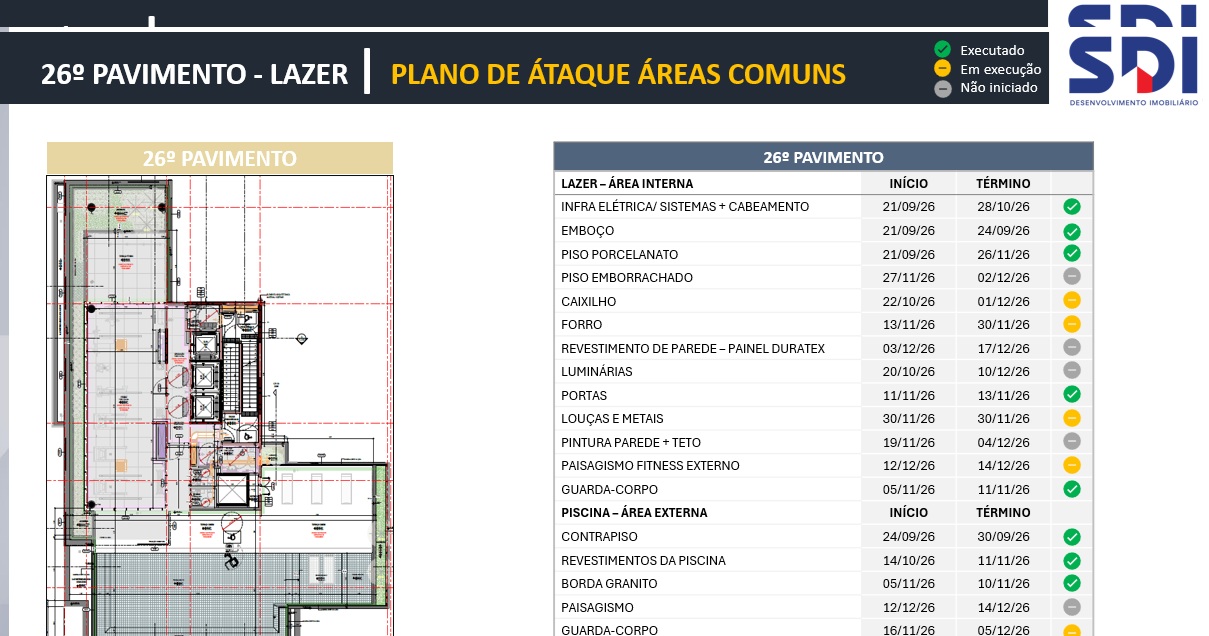 26º PAVIMENTO - LAZER | PLANO DE ÁTAQUE ÁREAS COMUNS
Executado
Em execução
Não iniciado
SDI
DESENVOLVIMENTO IMOBILIÁRIO
26º PAVIMENTO
26º PAVIMENTO
LAZER – ÁREA INTERNA INÍCIO TÉRMINO
INFRA ELÉTRICA/ SISTEMAS + CABEAMENTO 21/09/26 28/10/26
EMBOÇO 21/09/26 24/09/26
PISO PORCELANATO 21/09/26 26/11/26
PISO EMBORRACHADO 27/11/26 02/12/26
CAIXILHO 22/10/26 01/12/26
FORRO 13/11/26 30/11/26
REVESTIMENTO DE PAREDE – PAINEL DURATEX 03/12/26 17/12/26
LUMINÁRIAS 20/10/26 10/12/26
PORTAS 11/11/26 13/11/26
LOUÇAS E METAIS 30/11/26 30/11/26
PINTURA PAREDE + TETO 19/11/26 04/12/26
PAISAGISMO FITNESS EXTERNO 12/12/26 14/12/26
GUARDA-CORPO 05/11/26 11/11/26
PISCINA – ÁREA EXTERNA INÍCIO TÉRMINO
CONTRAPISO 24/09/26 30/09/26
REVESTIMENTOS DA PISCINA 14/10/26 11/11/26
BORDA GRANITO 05/11/26 10/11/26
PAISAGISMO 12/12/26 14/12/26
GUARDA-CORPO 16/11/26 05/12/26